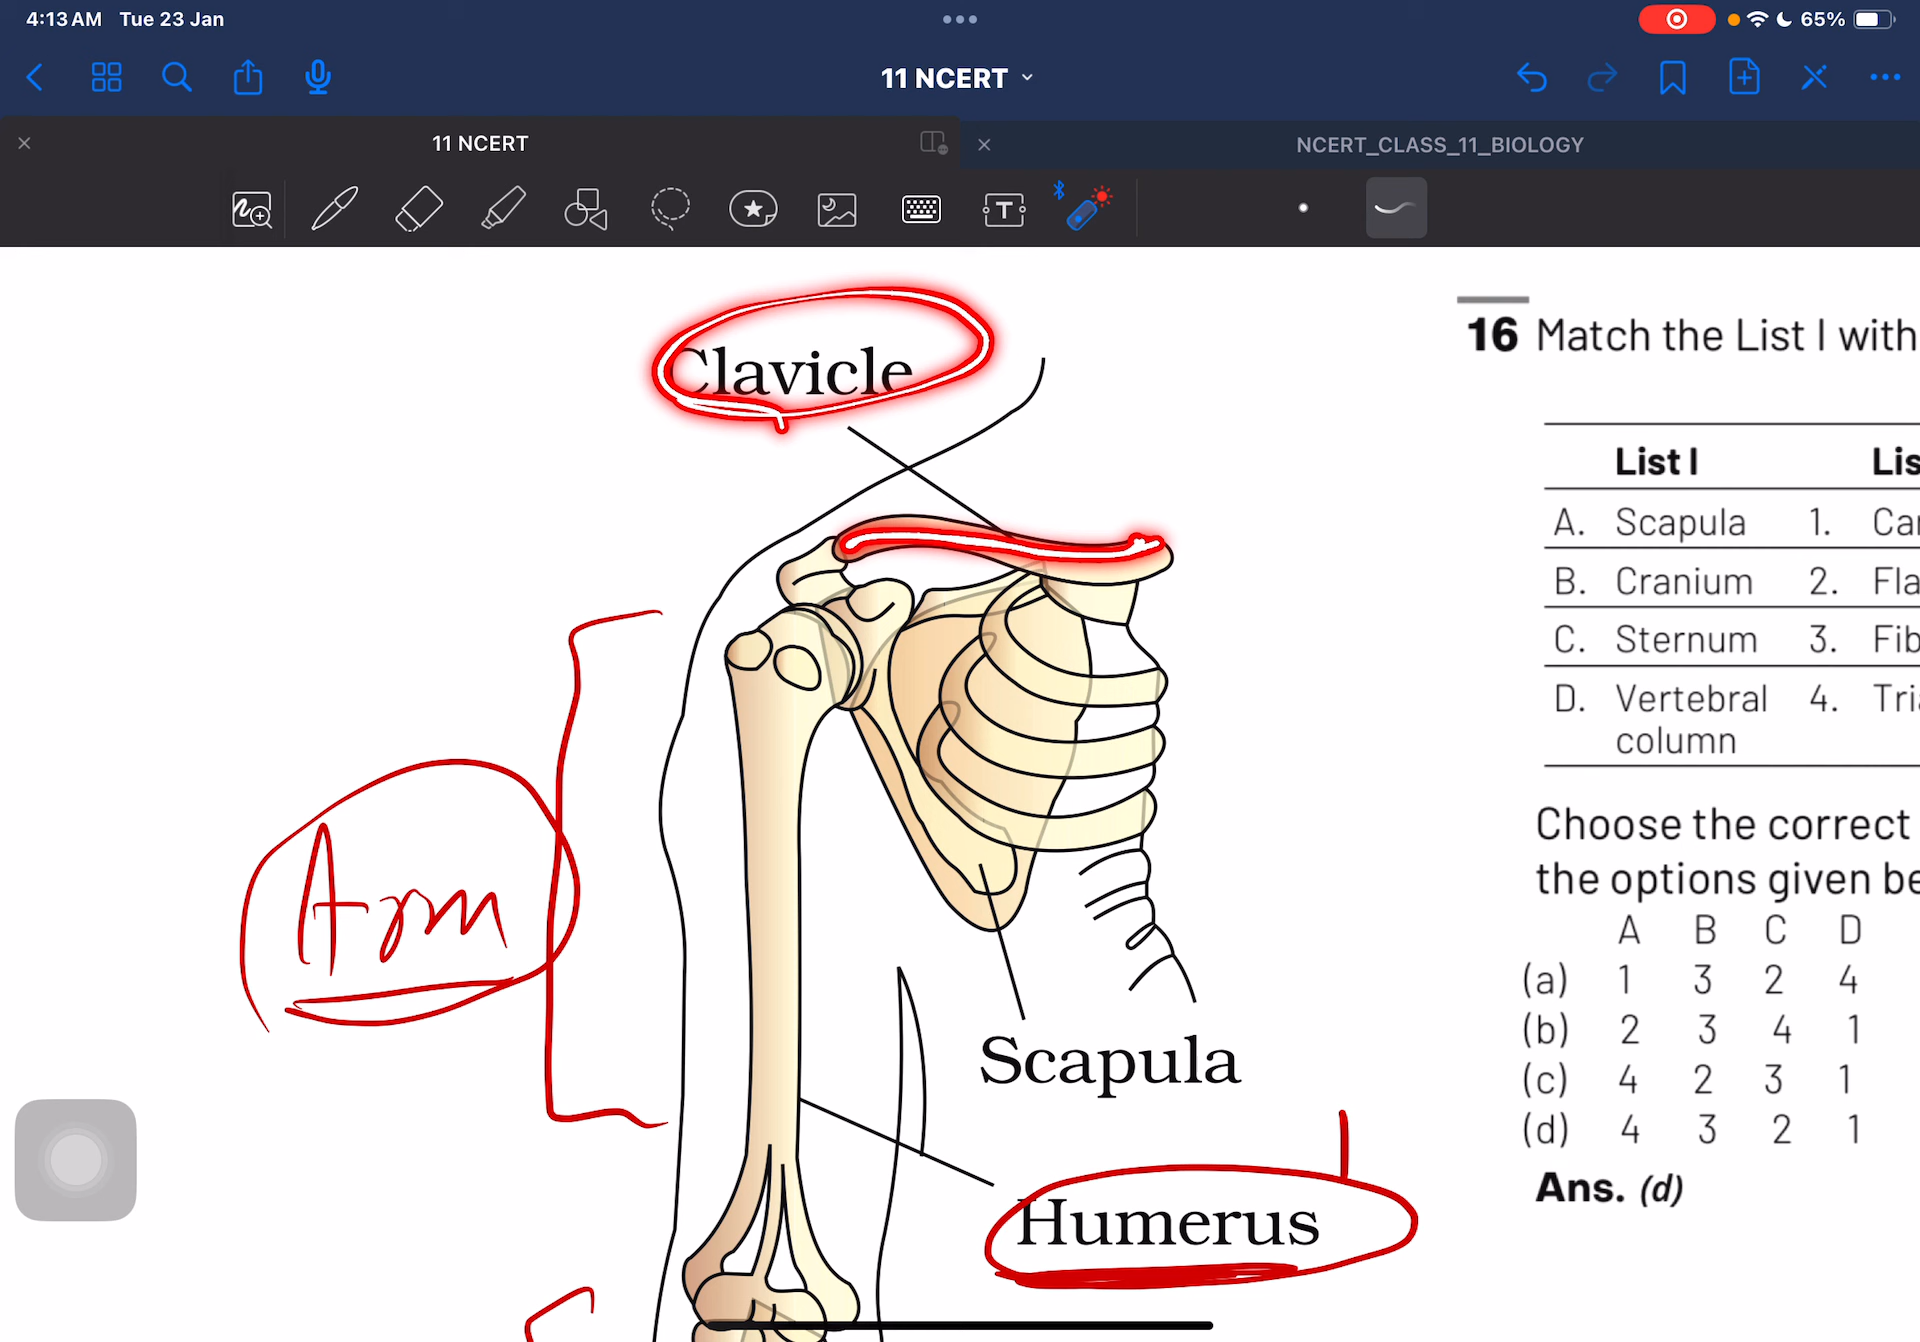 4:13 AM Tue 23 Jan
65%
11 NCERT
11 NCERT
NCERT_CLASS_11_BIOLOGY
T
Clavicle
Arm
Scapula
Humerus
16 Match the List I with
List I Lis
A. Scapula 1. Car
B. Cranium 2. Fla
C. Sternum 3. Fib
D. Vertebral 4. Tria
column
Choose the correct
the options given be
A B C D
(a) 1 3 2 4
(b) 2 3 4 1
(c) 4 2 3 1
(d) 4 3 2 1
Ans. (d)